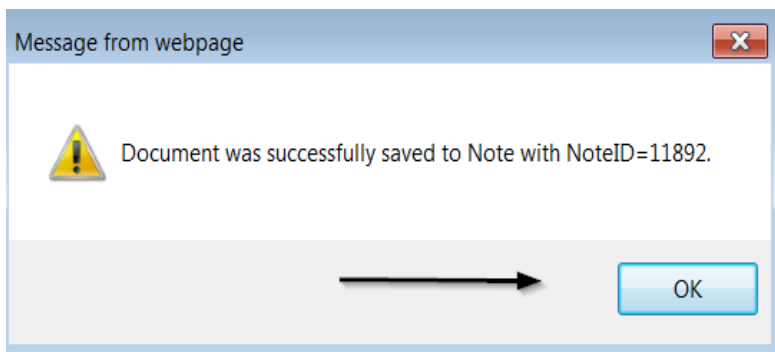 Message from webpage
Document was successfully saved to Note with NoteID=11892.
OK